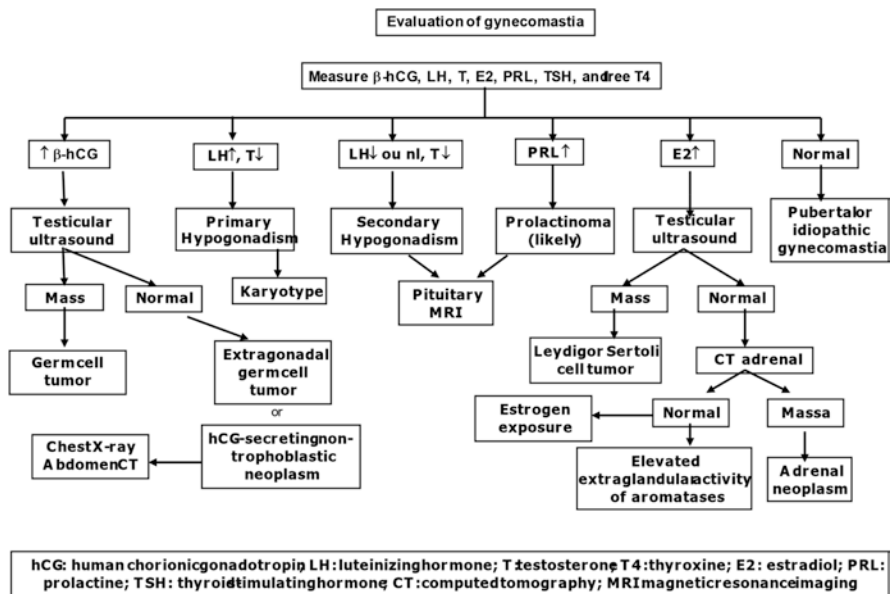 Evaluation of gynecomastia
Measure β-hCG, LH, T, E2, PRL, TSH, and free T4
↑ β-hCG
LH↑, T↓
LH↓ ou nl, T↓
PRL↑
E2↑
Normal
Testicular
ultrasound
Primary
Hypogonadism
Secondary
Hypogonadism
Prolactinoma
(likely)
Testicular
ultrasound
Pubertal or
idiopathic
gynecomastia
Mass
Normal
Karyotype
Pituitary
MRI
Mass
Normal
Germ cell
tumor
Extragonadal
germ cell
tumor
or
hCG-secreting non-
trophoblastic
neoplasm
Chest X-ray
Abdomen CT
Leydig or Sertoli
cell tumor
CT adrenal
Estrogen
exposure
Normal
Massa
Elevated
extraglandular activity
of aromatases
Adrenal
neoplasm
hCG: human chorionic gonadotropin; LH: luteinizing hormone; T: testosterone; T4: thyroxine; E2: estradiol; PRL:
prolactine; TSH: thyroid-stimulating hormone; CT: computed tomography; MRI magnetic resonance imaging